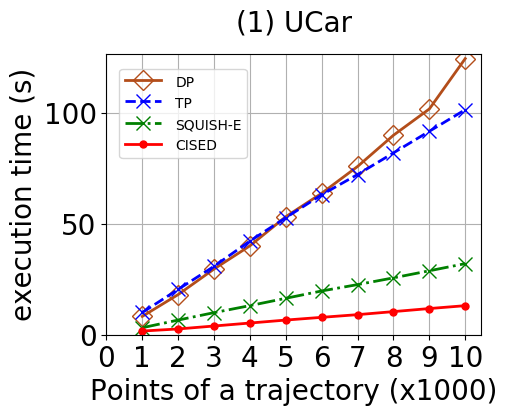 (1) UCar
execution time (s)
100
50
0
DP
TP
SQUISH-E
CISED
0 1 2 3 4 5 6 7 8 9 10
Points of a trajectory (x1000)